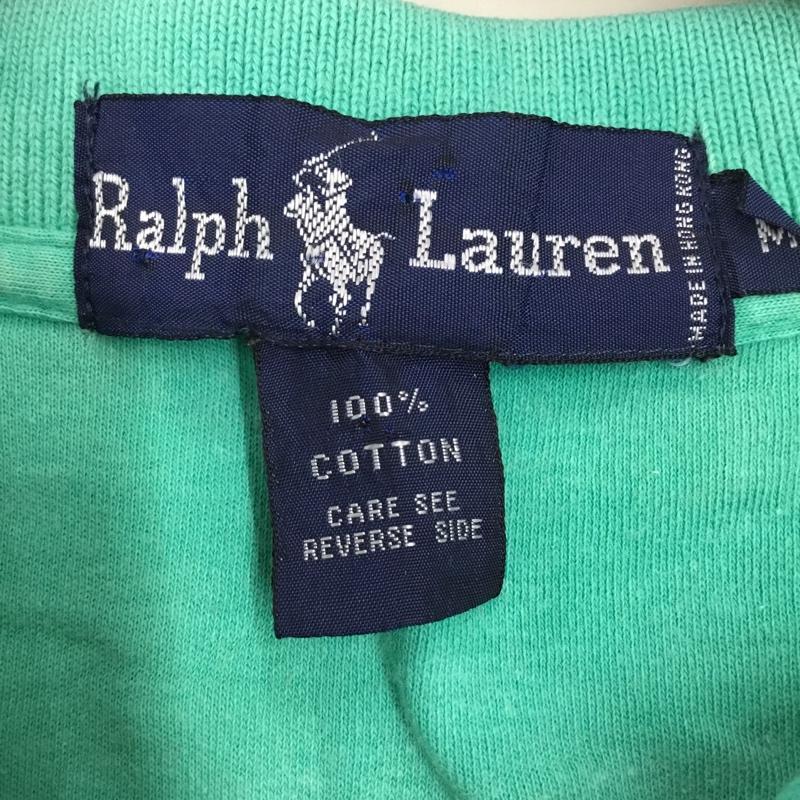 Ralph Lauren
MADE IN HONG KONG
M
100%
COTTON
CARE SEE
REVERSE SIDE